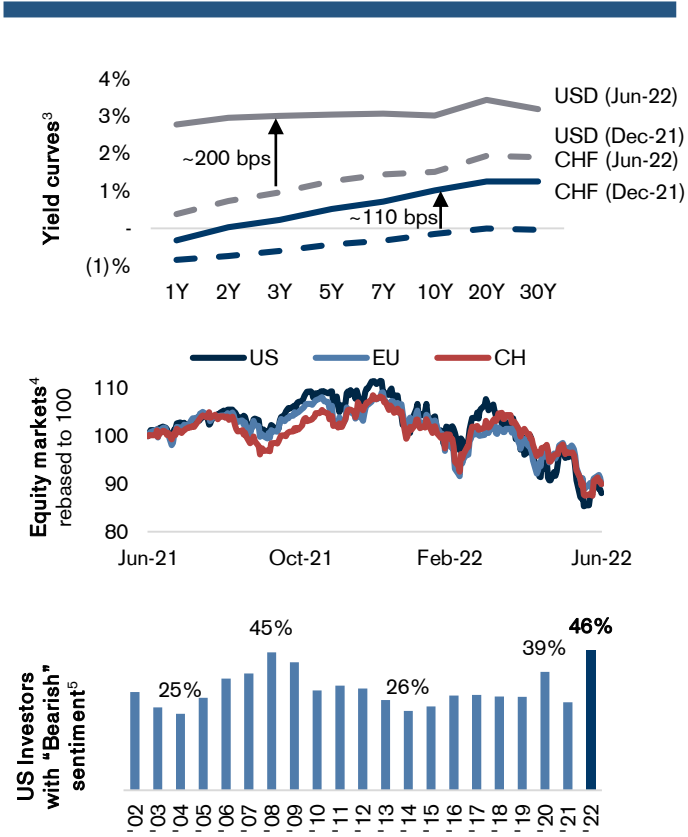 4%
3%
2%
1%
-
(1)%
Yield curves3
~200 bps
~110 bps
USD (Jun-22)
USD (Dec-21)
CHF (Jun-22)
CHF (Dec-21)
1Y 2Y 3Y 5Y 7Y 10Y 20Y 30Y
US EU CH
Equity markets4
rebased to 100
110
100
90
80
Jun-21 Oct-21 Feb-22 Jun-22
US Investors
with "Bearish"
sentiment5
25%
45%
26%
39%
46%
'02 '03 '04 '05 '06 '07 '08 '09 '10 '11 '12 '13 '14 '15 '16 '17 '18 '19 '20 '21 '22